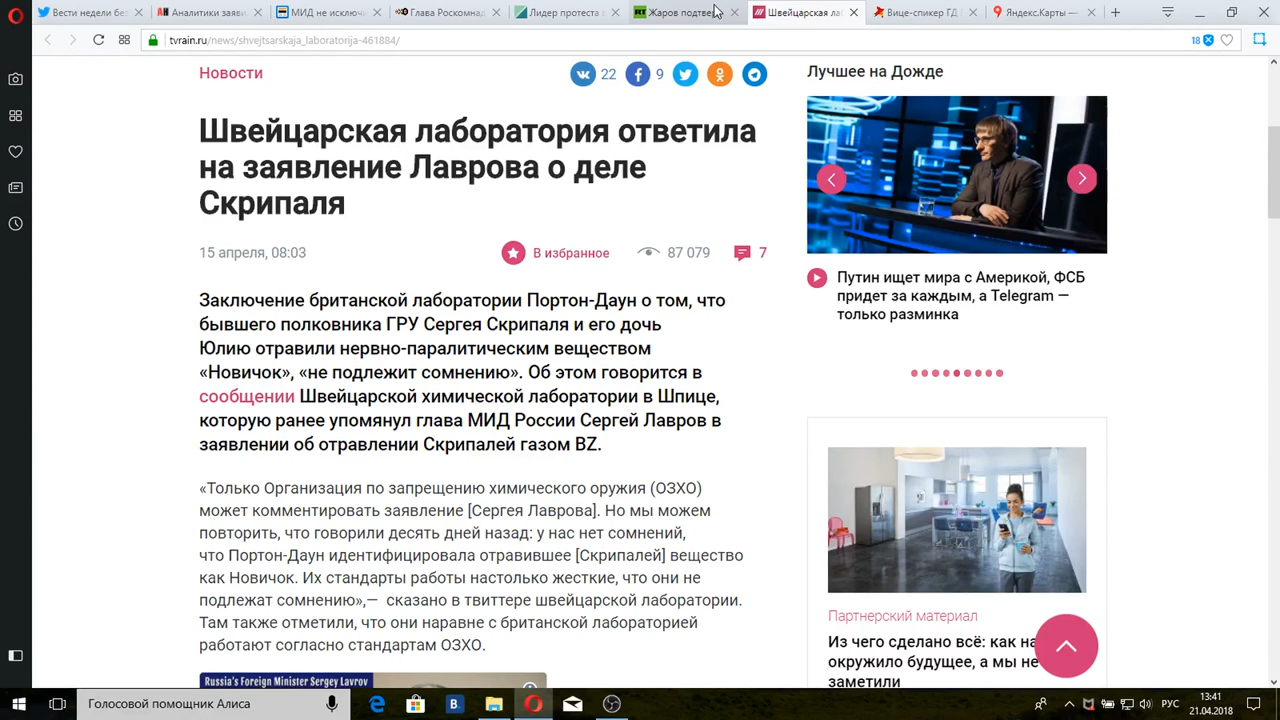 Вести недели без
Аналитики заяви
МИД не исключи
Глава Роскомнад
Лидер протеста в
Жаров подтве
Швейцарская лаб
Вице-спикер ГД
Яндекс.Карты —
tvrain.ru/news/shvejtsarskaja_laboratorija-461884/
18
Новости
22
9
Швейцарская лаборатория ответила
на заявление Лаврова о деле
Скрипаля
15 апреля, 08:03
В избранное
87 079
7
Заключение британской лаборатории Портон-Даун о том, что
бывшего полковника ГРУ Сергея Скрипаля и его дочь
Юлию отравили нервно-паралитическим веществом
«Новичок», «не подлежит сомнению». Об этом говорится в
сообщении Швейцарской химической лаборатории в Шпице,
которую ранее упомянул глава МИД России Сергей Лавров в
заявлении об отравлении Скрипалей газом BZ.
«Только Организация по запрещению химического оружия (ОЗХО)
может комментировать заявление [Сергея Лаврова]. Но мы можем
повторить, что говорили десять дней назад: у нас нет сомнений,
что Портон-Даун идентифицировала отравившее [Скрипалей] вещество
как Новичок. Их стандарты работы настолько жесткие, что они не
подлежат сомнению»,— сказано в твиттере швейцарской лаборатории.
Там также отметили, что они наравне с британской лабораторией
работают согласно стандартам ОЗХО.
Russia's Foreign Minister Sergey Lavrov
Лучшее на Дожде
Путин ищет мира с Америкой, ФСБ
придет за каждым, а Telegram —
только разминка
Партнерский материал
Из чего сделано всё: как на
окружило будущее, а мы не
заметили
Голосовой помощник Алиса
РУС
13:41
21.04.2018